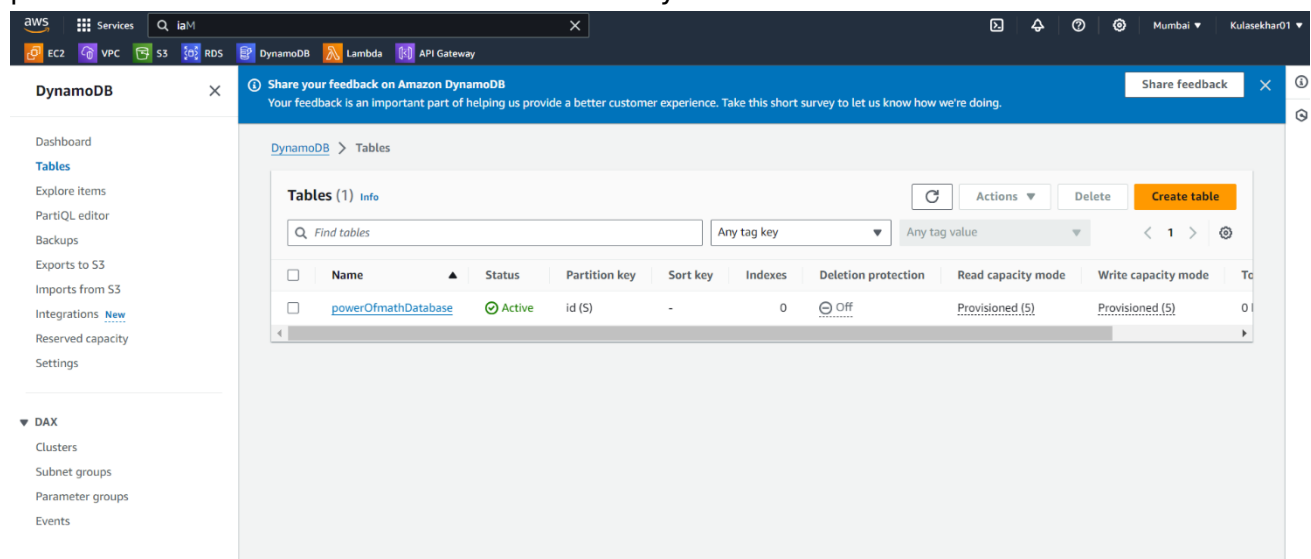 aws Services iaM Mumbai Kulasekhar01
EC2 VPC S3 RDS DynamoDB Lambda API Gateway
DynamoDB
Share your feedback on Amazon DynamoDB
Your feedback is an important part of helping us provide a better customer experience. Take this short survey to let us know how we're doing.
Share feedback
Dashboard
Tables
Explore items
PartiQL editor
Backups
Exports to S3
Imports from S3
Integrations New
Reserved capacity
Settings
DAX
Clusters
Subnet groups
Parameter groups
Events
DynamoDB > Tables
Tables (1) Info Actions Delete Create table
Find tables Any tag key Any tag value < 1 >
Name Status Partition key Sort key Indexes Deletion protection Read capacity mode Write capacity mode
powerOfmathDatabase Active id (S) - 0 Off Provisioned (5) Provisioned (5) 0